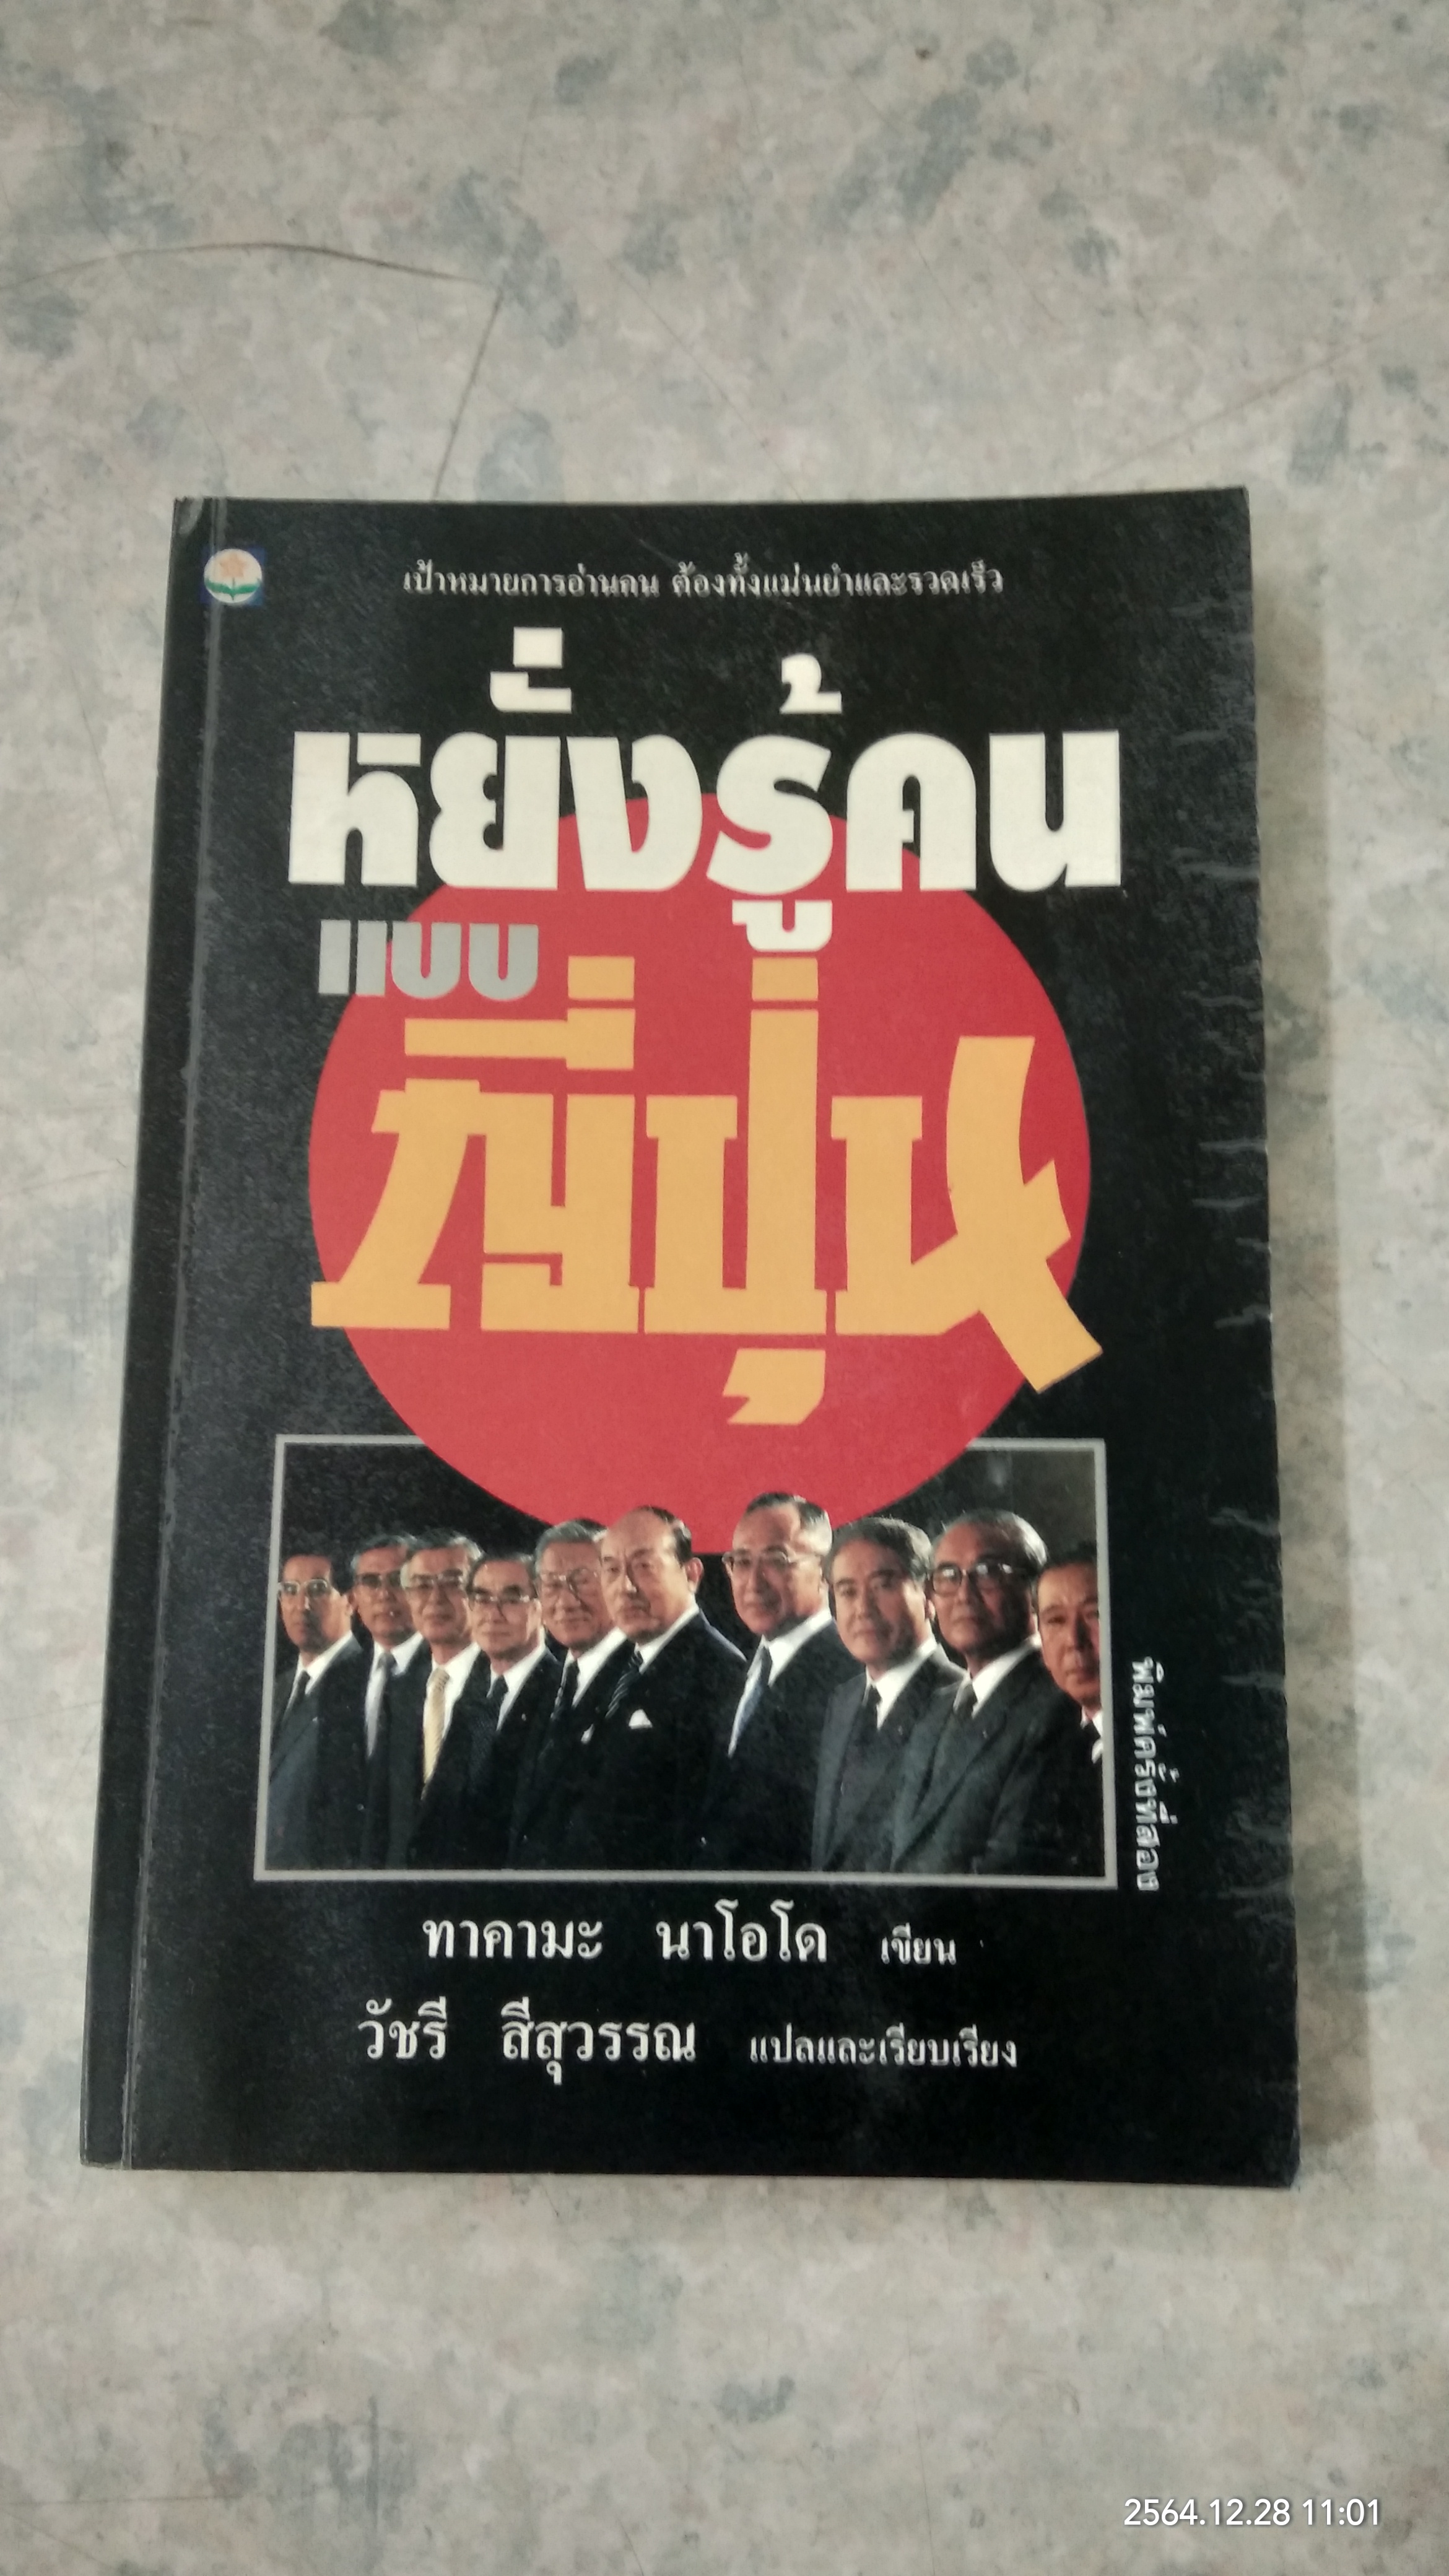 เป้าหมายการอ่านคน ต้องทั้งแม่นยำและรวดเร็ว
หยั่งรู้คน
แบบ
ญี่ปุ่น
พิมพ์ครั้งที่สอง
ทาคามะ นาโอโด เขียน
วัชรี สีสุวรรณ แปลและเรียบเรียง
2564.12.28 11:01